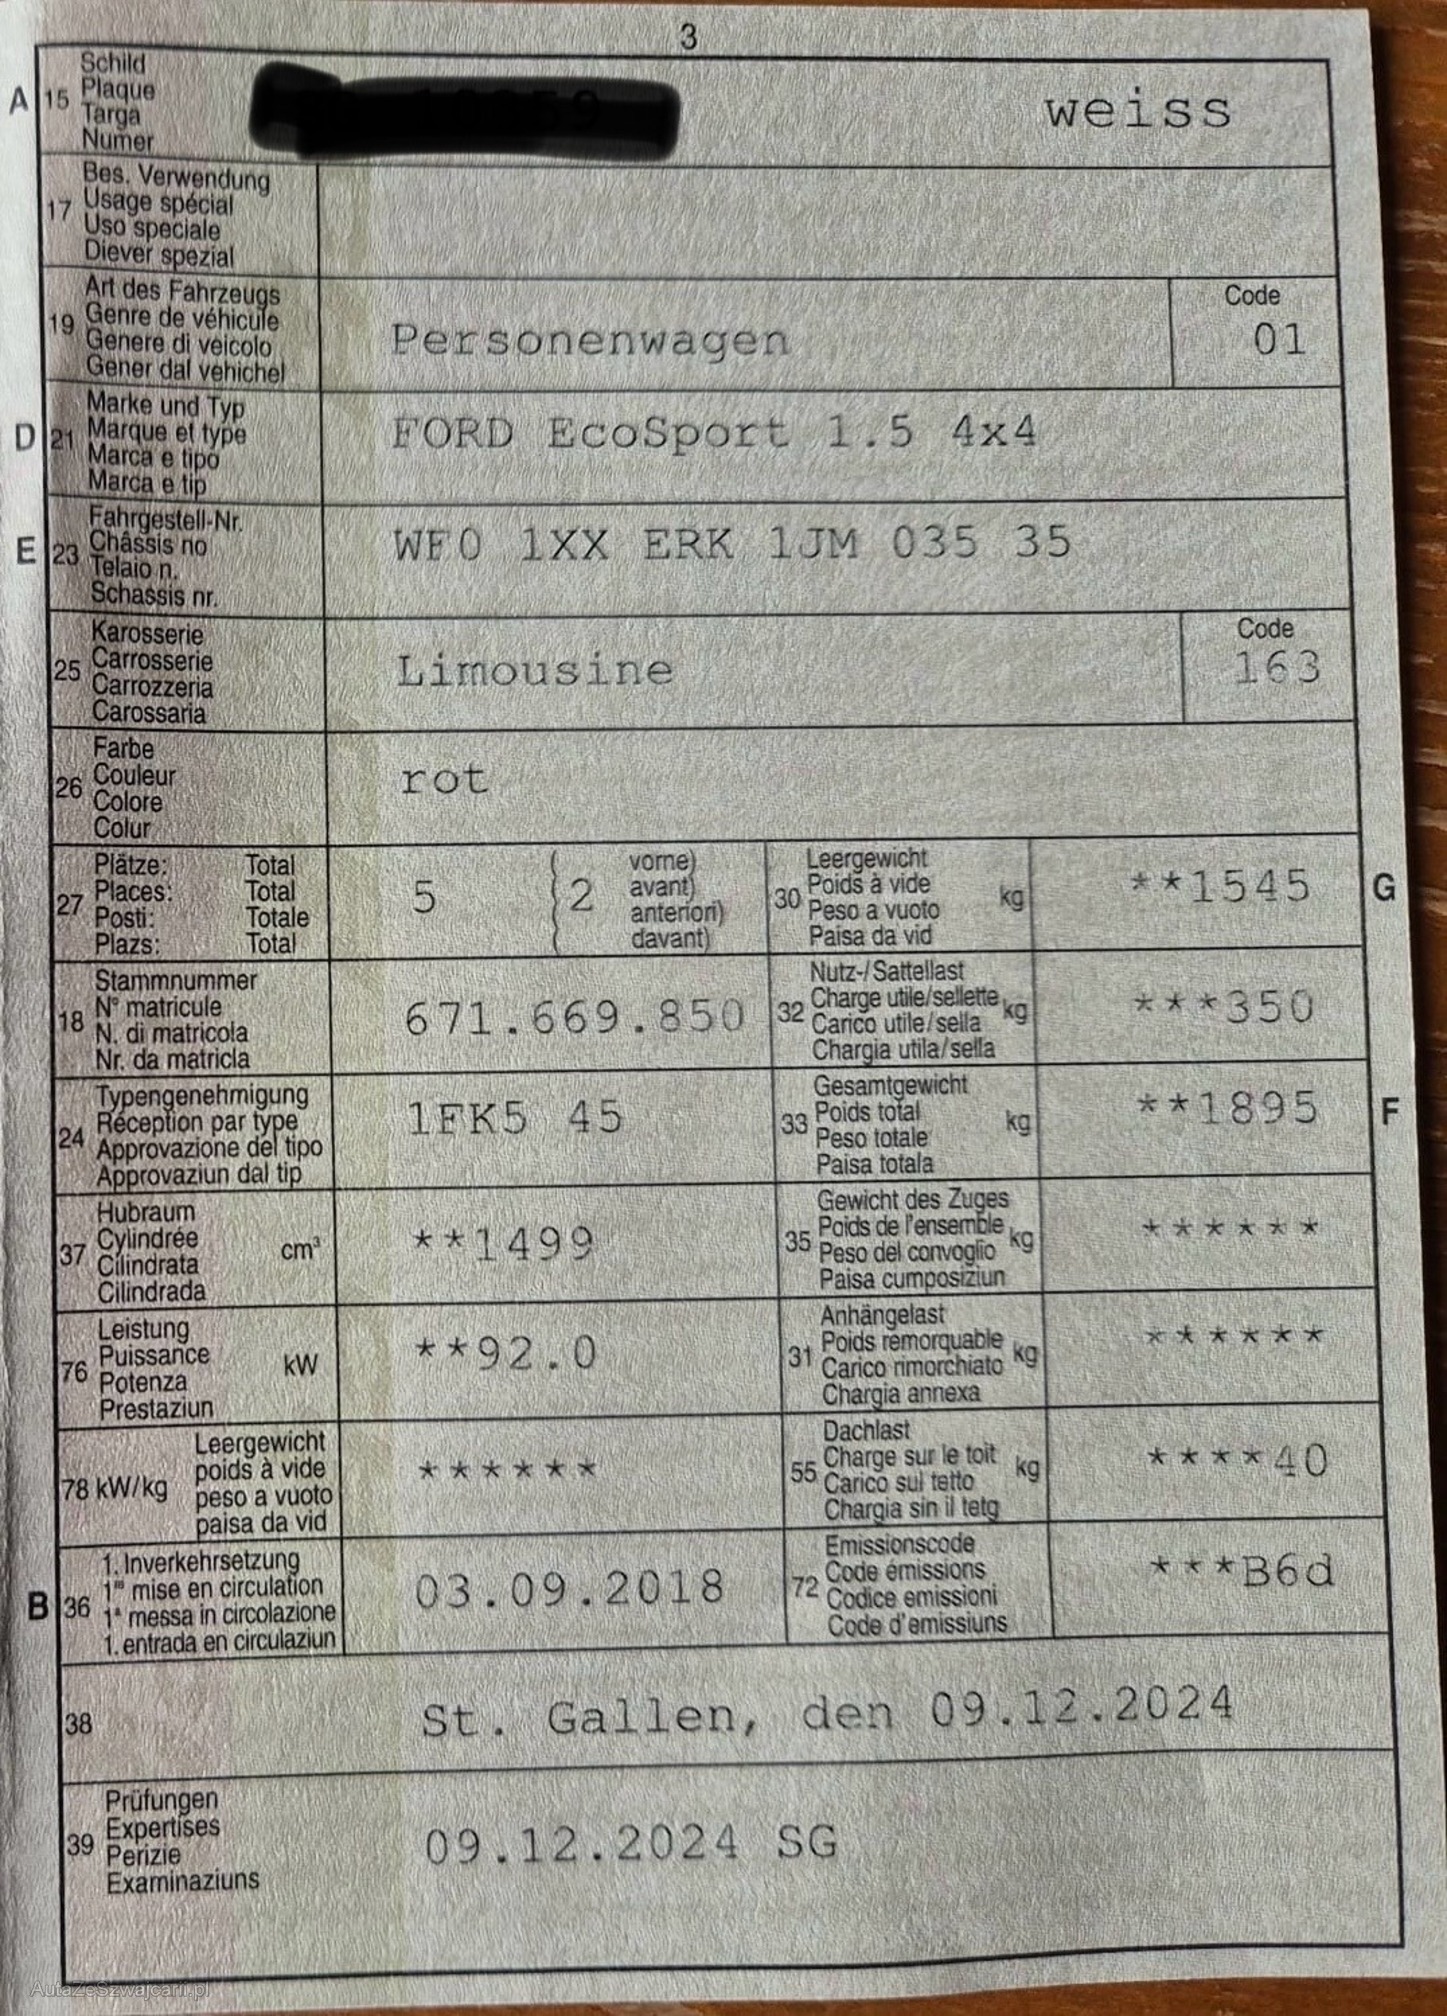 3
A 15 Schild
Plaque
Targa
Numer
weiss
17 Bes. Verwendung
Usage spécial
Uso speciale
Diever spezial
19 Art des Fahrzeugs
Genre de véhicule
Genere di veicolo
Gener dal vehichel
Personenwagen
Code
01
D 21 Marke und Typ
Marque et type
Marca e tipo
Marca e tip
FORD EcoSport 1.5 4x4
E 23 Fahrgestell-Nr.
Châssis no
Telaio n.
Schassis nr.
WF0 1XX ERK 1JM 035 35
25 Karosserie
Carrosserie
Carrozzeria
Carossaria
Limousine
Code
163
26 Farbe
Couleur
Colore
Colur
rot
27 Plätze: Total
Places: Total
Posti: Totale
Plazs: Total
5 ( 2 vorne)
avant)
anteriori)
davant)
30 Leergewicht
Poids à vide
Peso a vuoto
Paisa da vid
kg
**1545
G
18 Stammnummer
N° matricule
N. di matricola
Nr. da matricla
671.669.850
32 Nutz-/Sattellast
Charge utile/sellette
Carico utile/sella
Chargia utila/sella
kg
***350
24 Typengenehmigung
Réception par type
Approvazione del tipo
Approvaziun dal tip
1FK5 45
33 Gesamtgewicht
Poids total
Peso totale
Paisa totala
kg
**1895
F
37 Hubraum
Cylindrée
Cilindrata
Cilindrada
cm³
**1499
35 Gewicht des Zuges
Poids de l'ensemble
Peso del convoglio
Paisa cumposiziun
kg
******
76 Leistung
Puissance
Potenza
Prestaziun
kW
**92.0
31 Anhängelast
Poids remorquable
Carico rimorchiato
Chargia annexa
kg
******
78 kW/kg Leergewicht
poids à vide
peso a vuoto
paisa da vid
******
55 Dachlast
Charge sur le toit
Carico sul tetto
Chargia sin il tetg
kg
****40
B 36 1. Inverkehrsetzung
1re mise en circulation
1a messa in circolazione
1. entrada en circulaziun
03.09.2018
72 Emissionscode
Code émissions
Codice emissioni
Code d'emissiuns
***B6d
38
St. Gallen, den 09.12.2024
39 Prüfungen
Expertises
Perizie
Examinaziuns
09.12.2024 SG
AutaZeSzwajcarii.pl